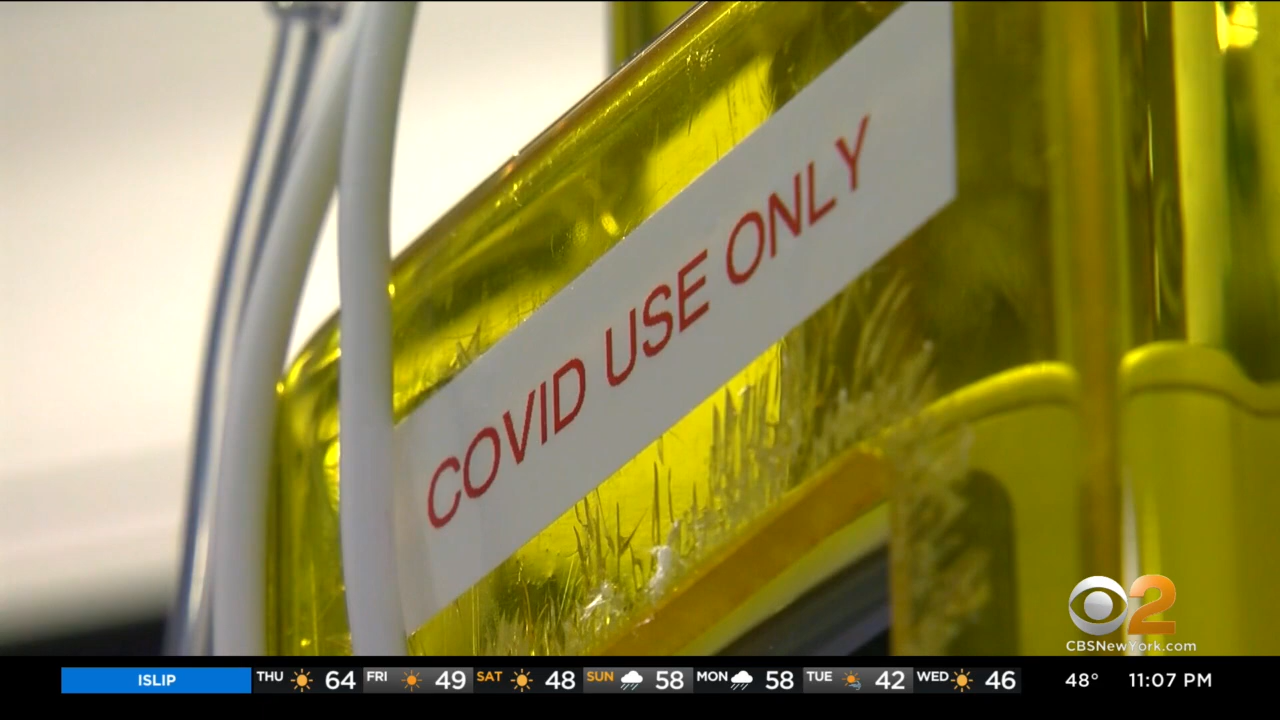 COVID USE ONLY
2
CBSNewYork.com
ISLIP THU 64 FRI 49 SAT 48 SUN 58 MON 58 TUE 42 WED 46 48° 11:07 PM